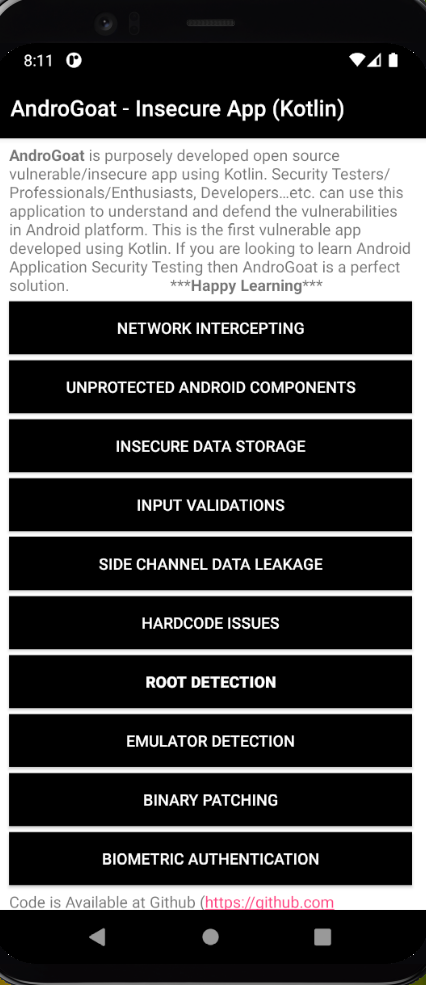 8:11
AndroGoat - Insecure App (Kotlin)
AndroGoat is purposely developed open source
vulnerable/insecure app using Kotlin. Security Testers/
Professionals/Enthusiasts, Developers...etc. can use this
application to understand and defend the vulnerabilities
in Android platform. This is the first vulnerable app
developed using Kotlin. If you are looking to learn Android
Application Security Testing then AndroGoat is a perfect
solution. ***Happy Learning***
NETWORK INTERCEPTING
UNPROTECTED ANDROID COMPONENTS
INSECURE DATA STORAGE
INPUT VALIDATIONS
SIDE CHANNEL DATA LEAKAGE
HARDCODE ISSUES
ROOT DETECTION
EMULATOR DETECTION
BINARY PATCHING
BIOMETRIC AUTHENTICATION
Code is Available at Github (https://github.com